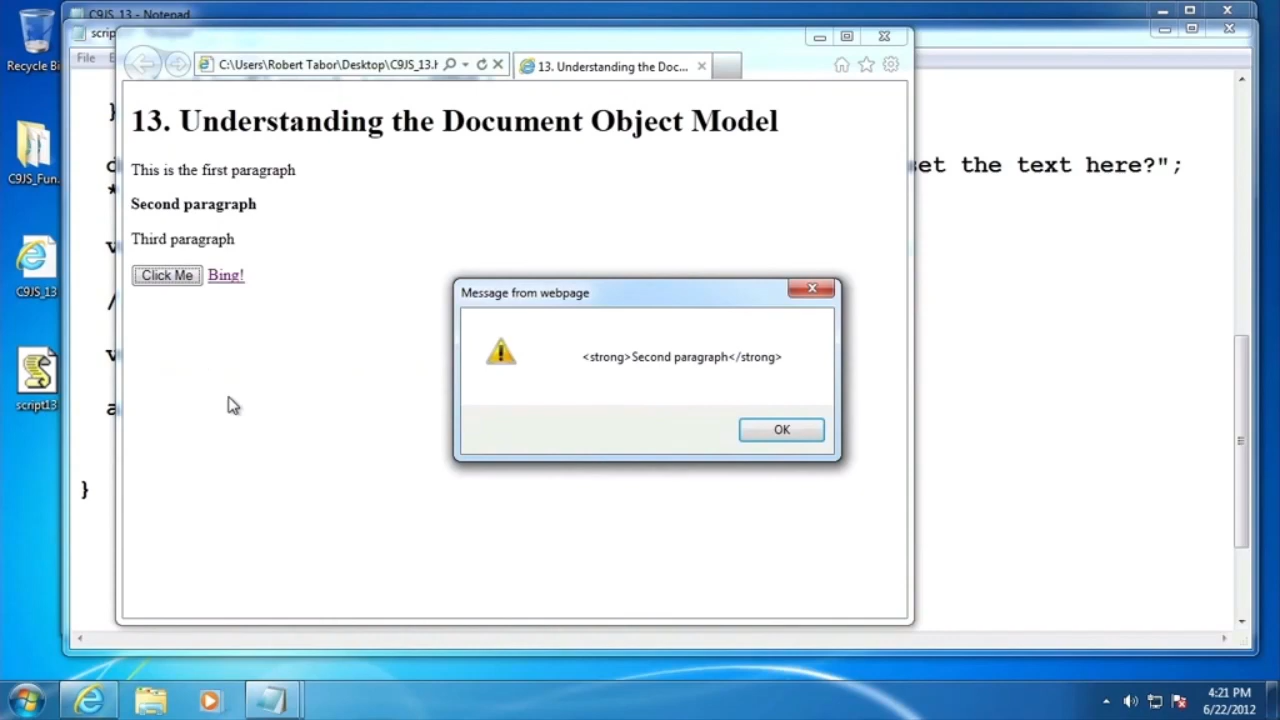 C9JS_13 - Notepad
scrip
File
Recycle Bi
C:\Users\Robert Tabor\Desktop\C9JS_13.h
13. Understanding the Doc...
13. Understanding the Document Object Model
}
This is the first paragraph
set the text here?";
*
C9JS_Fun...
Second paragraph
Third paragraph
v
Click Me
Bing!
C9JS_13
/
Message from webpage
<strong>Second paragraph</strong>
v
script13
a
OK
}
4:21 PM
6/22/2012